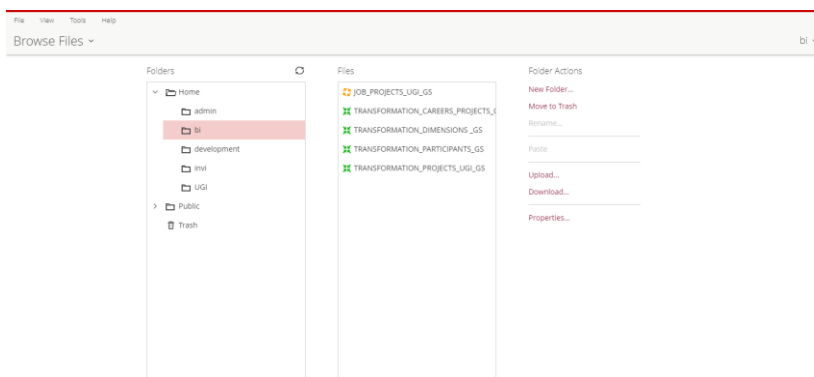 File View Tools Help
Browse Files
bi
Folders
Home
admin
bi
development
invi
UGI
Public
Trash
Files
JOB_PROJECTS_UGI_GS
TRANSFORMATION_CAREERS_PROJECTS_
TRANSFORMATION_DIMENSIONS _GS
TRANSFORMATION_PARTICIPANTS_GS
TRANSFORMATION_PROJECTS_UGI_GS
Folder Actions
New Folder...
Move to Trash
Rename...
Paste
Upload...
Download...
Properties...